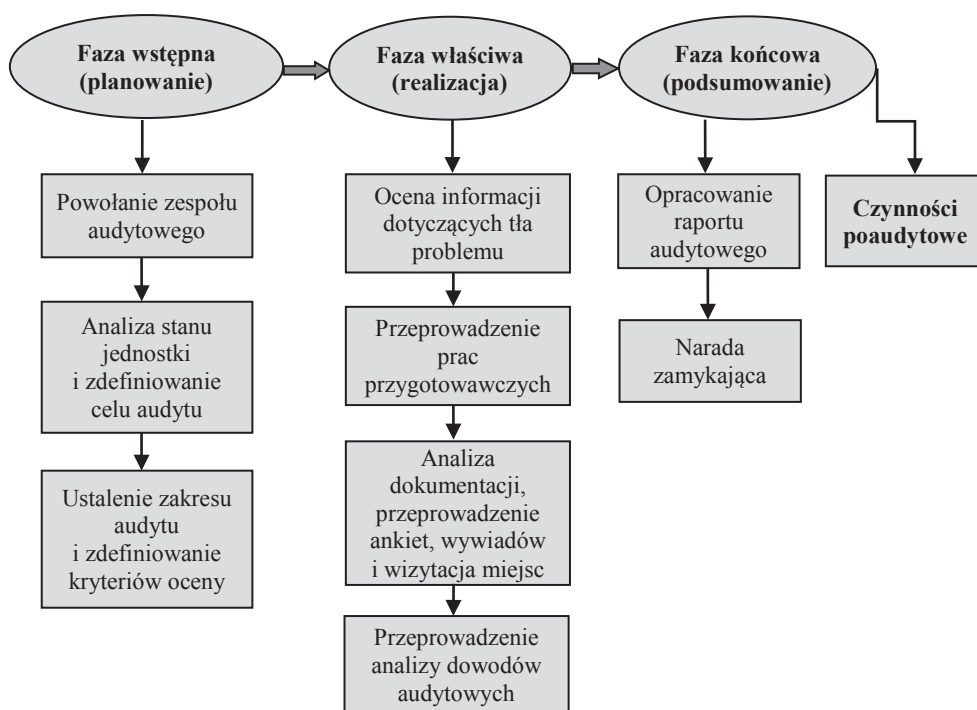 Faza wstępna
(planowanie)
Faza właściwa
(realizacja)
Faza końcowa
(podsumowanie)
Powołanie zespołu
audytowego
Analiza stanu
jednostki
i zdefiniowanie
celu audytu
Ustalenie zakresu
audytu
i zdefiniowanie
kryteriów oceny
Ocena informacji
dotyczących tła
problemu
Przeprowadzenie
prac
przygotowawczych
Analiza
dokumentacji,
przeprowadzenie
ankiet, wywiadów
i wizytacja miejsc
Przeprowadzenie
analizy dowodów
audytowych
Opracowanie
raportu
audytowego
Narada
zamykająca
Czynności
poaudytowe